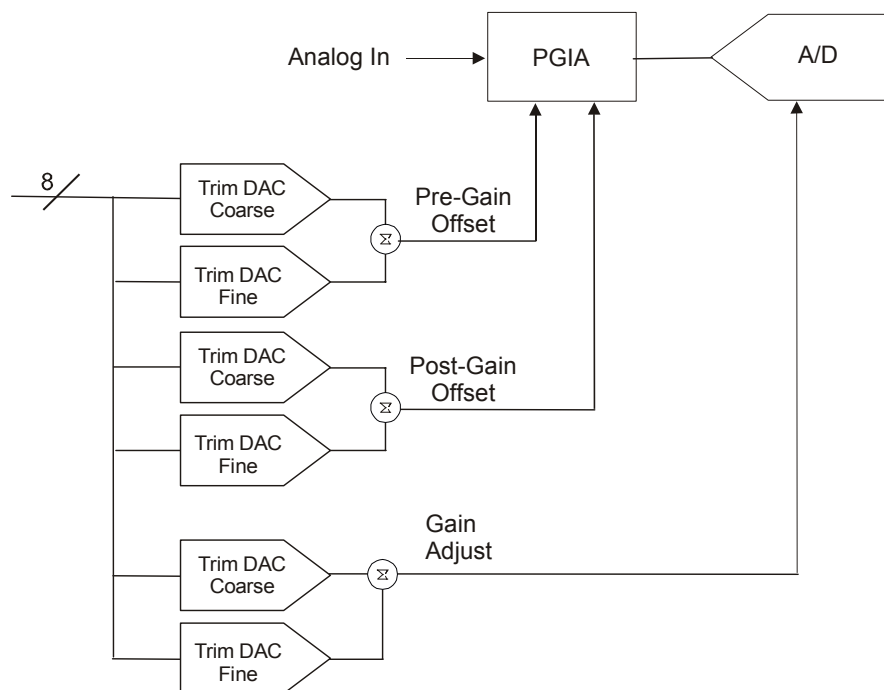 Analog In
PGIA
A/D
8
Trim DAC
Coarse
Σ
Pre-Gain
Offset
Trim DAC
Fine
Trim DAC
Coarse
Σ
Post-Gain
Offset
Trim DAC
Fine
Gain
Adjust
Trim DAC
Coarse
Σ
Trim DAC
Fine